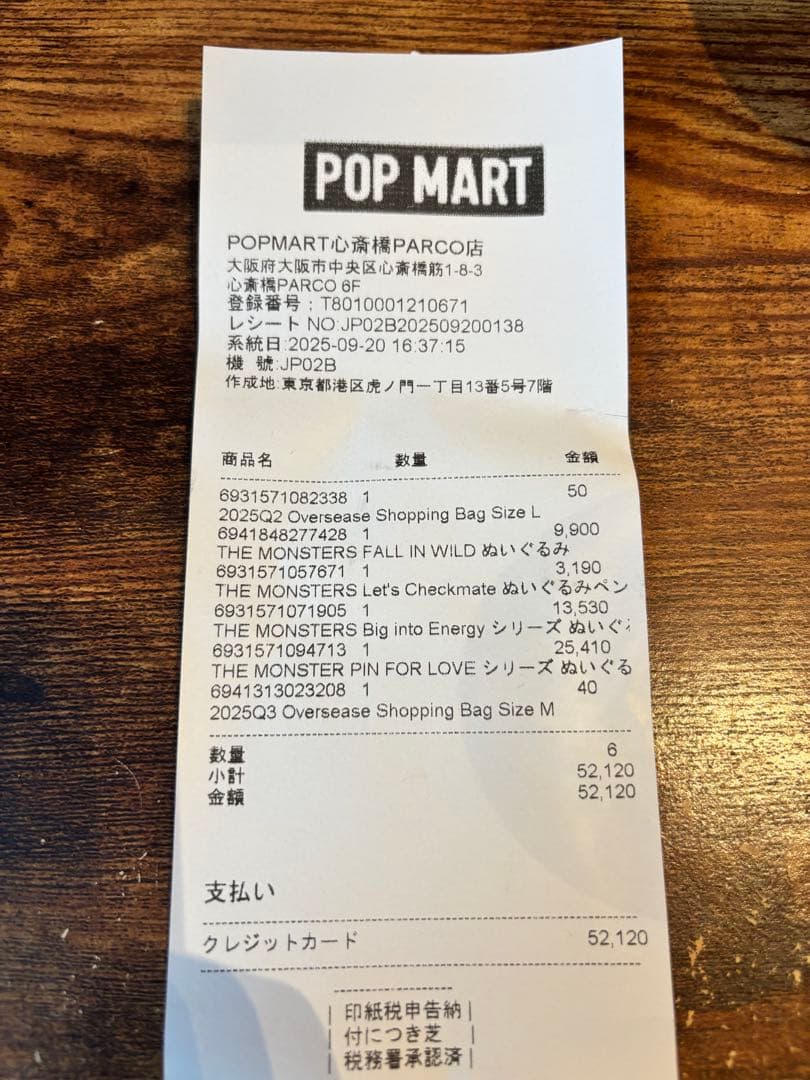 POP MART
POPMART心斎橋PARCO店
大阪府大阪市中央区心斎橋筋1-8-3
心斎橋PARCO 6F
登録番号：T8010001210671
レシート NO:JP02B202509200138
系統日:2025-09-20 16:37:15
機 號:JP02B
作成地:東京都港区虎ノ門一丁目13番5号7階
商品名 数量 金額
6931571082338 1 50
2025Q2 Oversease Shopping Bag Size L
6941848277428 1 9,900
THE MONSTERS FALL IN WILD ぬいぐるみ
6931571057671 1 3,190
THE MONSTERS Let's Checkmate ぬいぐるみペン
6931571071905 1 13,530
THE MONSTERS Big into Energy シリーズ ぬいぐ
6931571094713 1 25,410
THE MONSTER PIN FOR LOVE シリーズ ぬいぐる
6941313023208 1 40
2025Q3 Oversease Shopping Bag Size M
数量 6
小計 52,120
金額 52,120
支払い
クレジットカード 52,120
印紙税申告納
付につき芝
税務署承認済